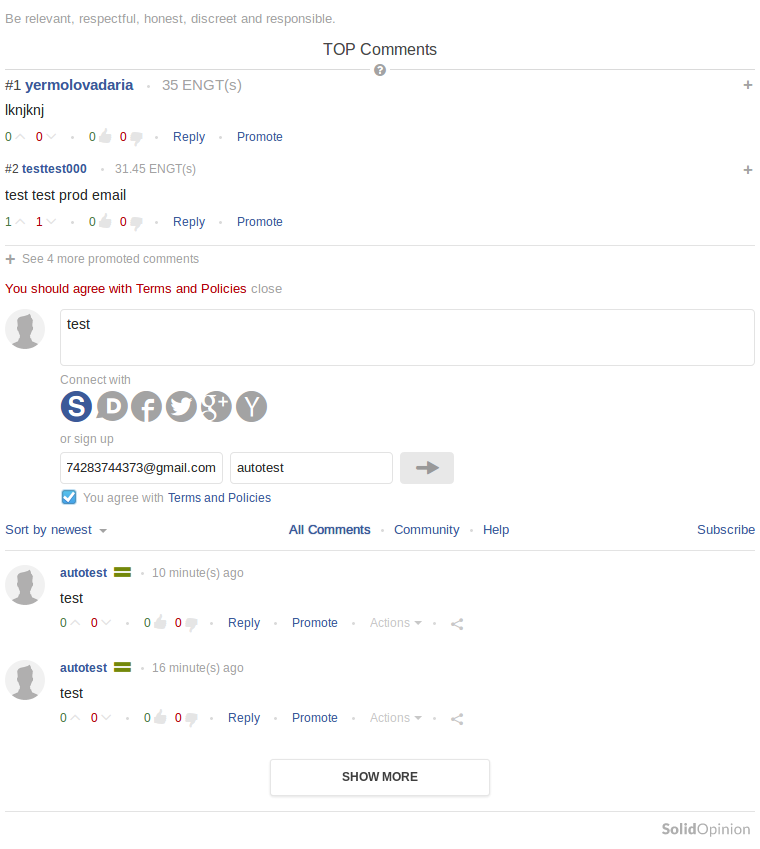 Be relevant, respectful, honest, discreet and responsible.
TOP Comments
?
#1 yermolovadaria • 35 ENGT(s) +
lknjknj
0 0 • 0 0 • Reply • Promote
#2 testtest000 • 31.45 ENGT(s) +
test test prod email
1 1 • 0 0 • Reply • Promote
+ See 4 more promoted comments
You should agree with Terms and Policies close
test
Connect with
S D f g+ Y
or sign up
74283744373@gmail.com autotest
You agree with Terms and Policies
Sort by newest All Comments • Community • Help Subscribe
autotest • 10 minute(s) ago
test
0 0 • 0 0 • Reply • Promote • Actions •
autotest • 16 minute(s) ago
test
0 0 • 0 0 • Reply • Promote • Actions •
SHOW MORE
SolidOpinion